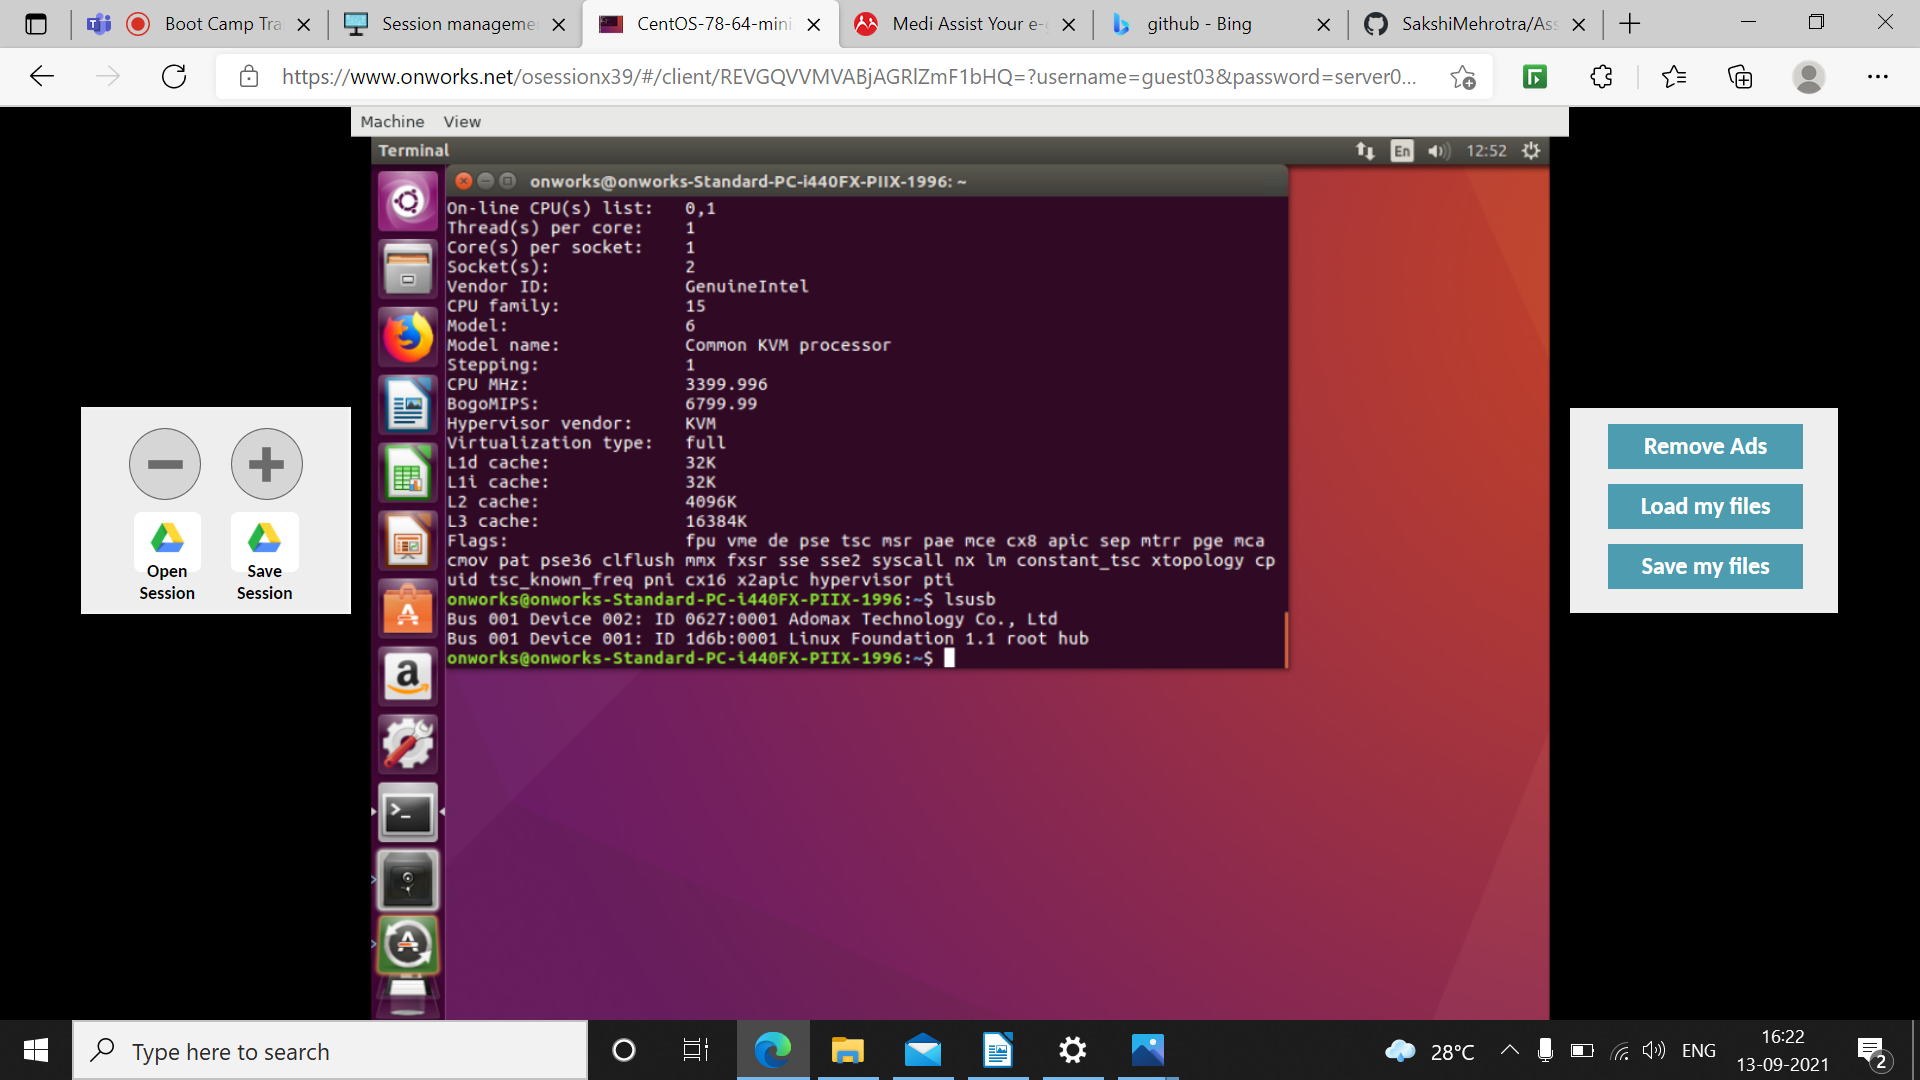 Boot Camp Tra
Session manageme
CentOS-78-64-mini
Medi Assist Your e-
github - Bing
SakshiMehrotra/Ass
https://www.onworks.net/osessionx39/#/client/REVGQVVMVABjAGRlZmF1bHQ=?username=guest03&password=server0...
Machine View
Terminal
En
12:52
onworks@onworks-Standard-PC-i440FX-PIIX-1996: ~
On-line CPU(s) list: 0,1
Thread(s) per core: 1
Core(s) per socket: 1
Socket(s): 2
Vendor ID: GenuineIntel
CPU family: 15
Model: 6
Model name: Common KVM processor
Stepping: 1
CPU MHz: 3399.996
BogoMIPS: 6799.99
Hypervisor vendor: KVM
Virtualization type: full
L1d cache: 32K
L1i cache: 32K
L2 cache: 4096K
L3 cache: 16384K
Flags: fpu vme de pse tsc msr pae mce cx8 apic sep mtrr pge mca
cmov pat pse36 clflush mmx fxsr sse sse2 syscall nx lm constant_tsc xtopology cp
uid tsc_known_freq pni cx16 x2apic hypervisor pti
onworks@onworks-Standard-PC-i440FX-PIIX-1996:~$ lsusb
Bus 001 Device 002: ID 0627:0001 Adomax Technology Co., Ltd
Bus 001 Device 001: ID 1d6b:0001 Linux Foundation 1.1 root hub
onworks@onworks-Standard-PC-i440FX-PIIX-1996:~$
Open
Session
Save
Session
Remove Ads
Load my files
Save my files
Type here to search
28°C
ENG
16:22
13-09-2021
2